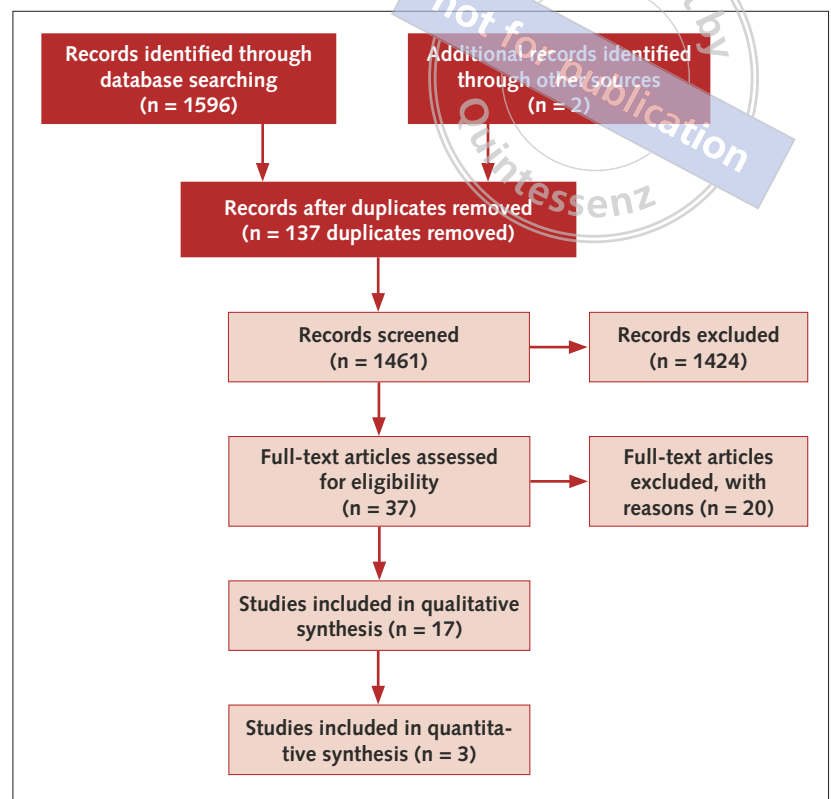 Records identified through
database searching
(n = 1596)
Additional records identified
through other sources
(n = 2)
not for publication
by
Quintessenz
Records after duplicates removed
(n = 137 duplicates removed)
Records screened
(n = 1461)
Records excluded
(n = 1424)
Full-text articles assessed
for eligibility
(n = 37)
Full-text articles
excluded, with
reasons (n = 20)
Studies included in qualitative
synthesis (n = 17)
Studies included in quantita-
tive synthesis (n = 3)